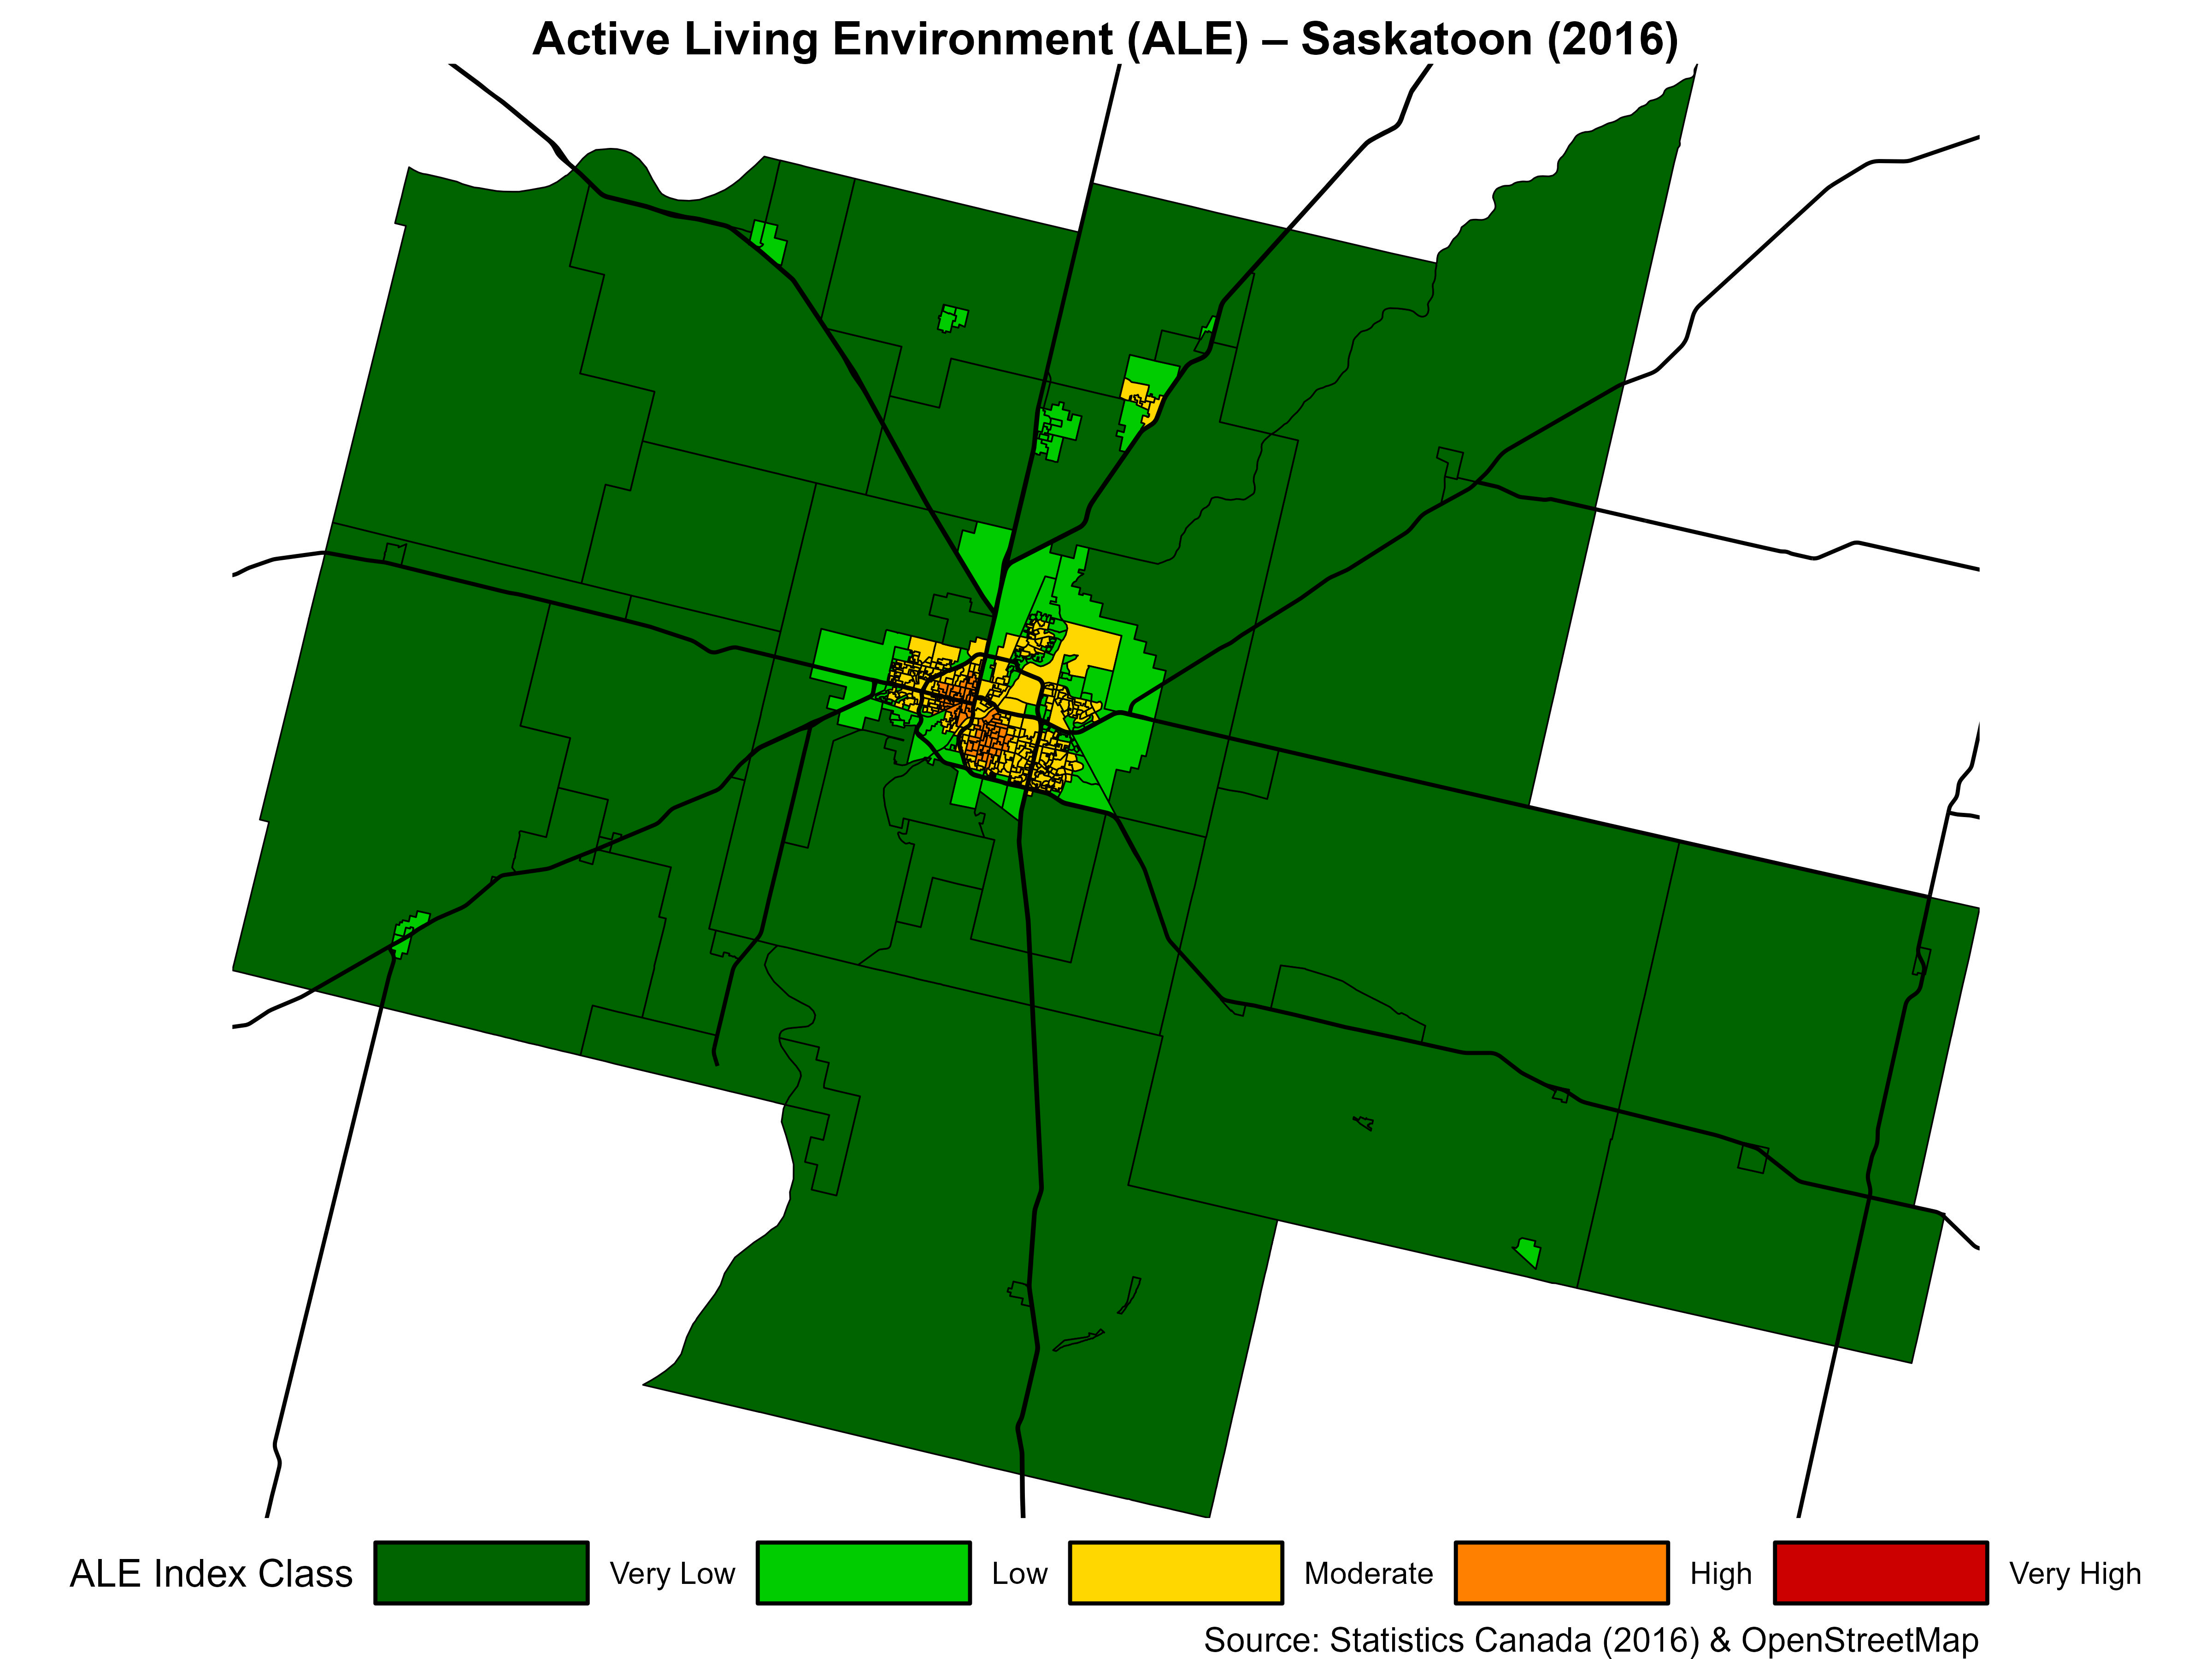 Active Living Environment (ALE) – Saskatoon (2016)
ALE Index Class Very Low Low Moderate High Very High
Source: Statistics Canada (2016) & OpenStreetMap